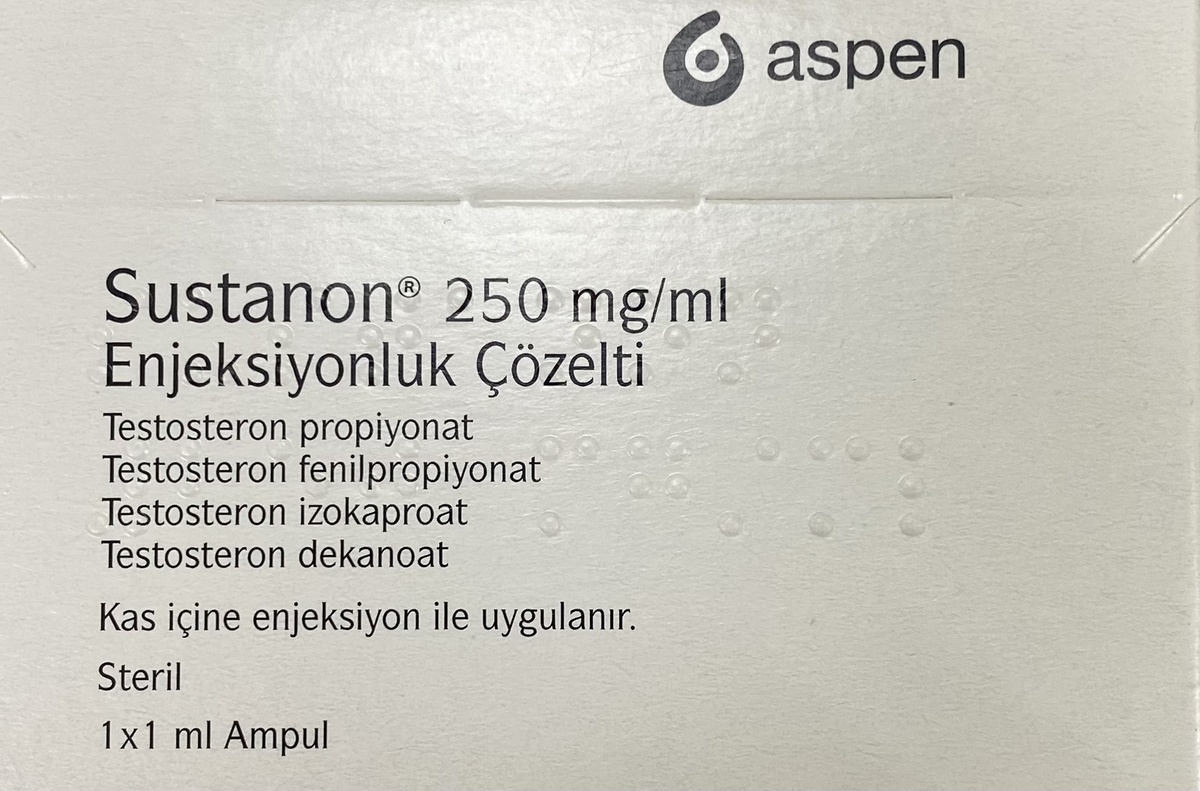 aspen
Sustanon® 250 mg/ml
Enjeksiyonluk Çözelti
Testosteron propiyonat
Testosteron fenilpropiyonat
Testosteron izokaproat
Testosteron dekanoat
Kas içine enjeksiyon ile uygulanır.
Steril
1x1 ml Ampul